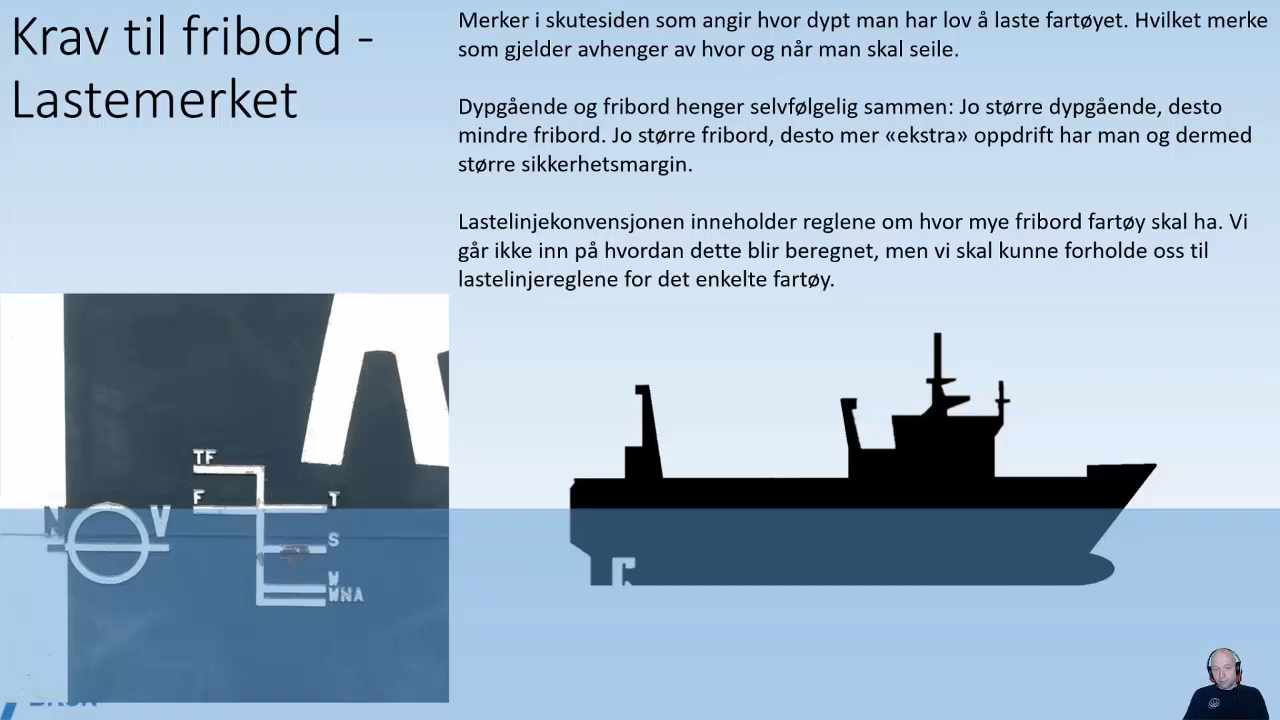 Krav til fribord -
Lastemerket
Merker i skutesiden som angir hvor dypt man har lov å laste fartøyet. Hvilket merke
som gjelder avhenger av hvor og når man skal seile.
Dypgående og fribord henger selvfølgelig sammen: Jo større dypgående, desto
mindre fribord. Jo større fribord, desto mer «ekstra» oppdrift har man og dermed
større sikkerhetsmargin.
Lastelinjekonvensjonen inneholder reglene om hvor mye fribord fartøy skal ha. Vi
går ikke inn på hvordan dette blir beregnet, men vi skal kunne forholde oss til
lastelinjereglene for det enkelte fartøy.
TF
F T
N V
S
W
WNA